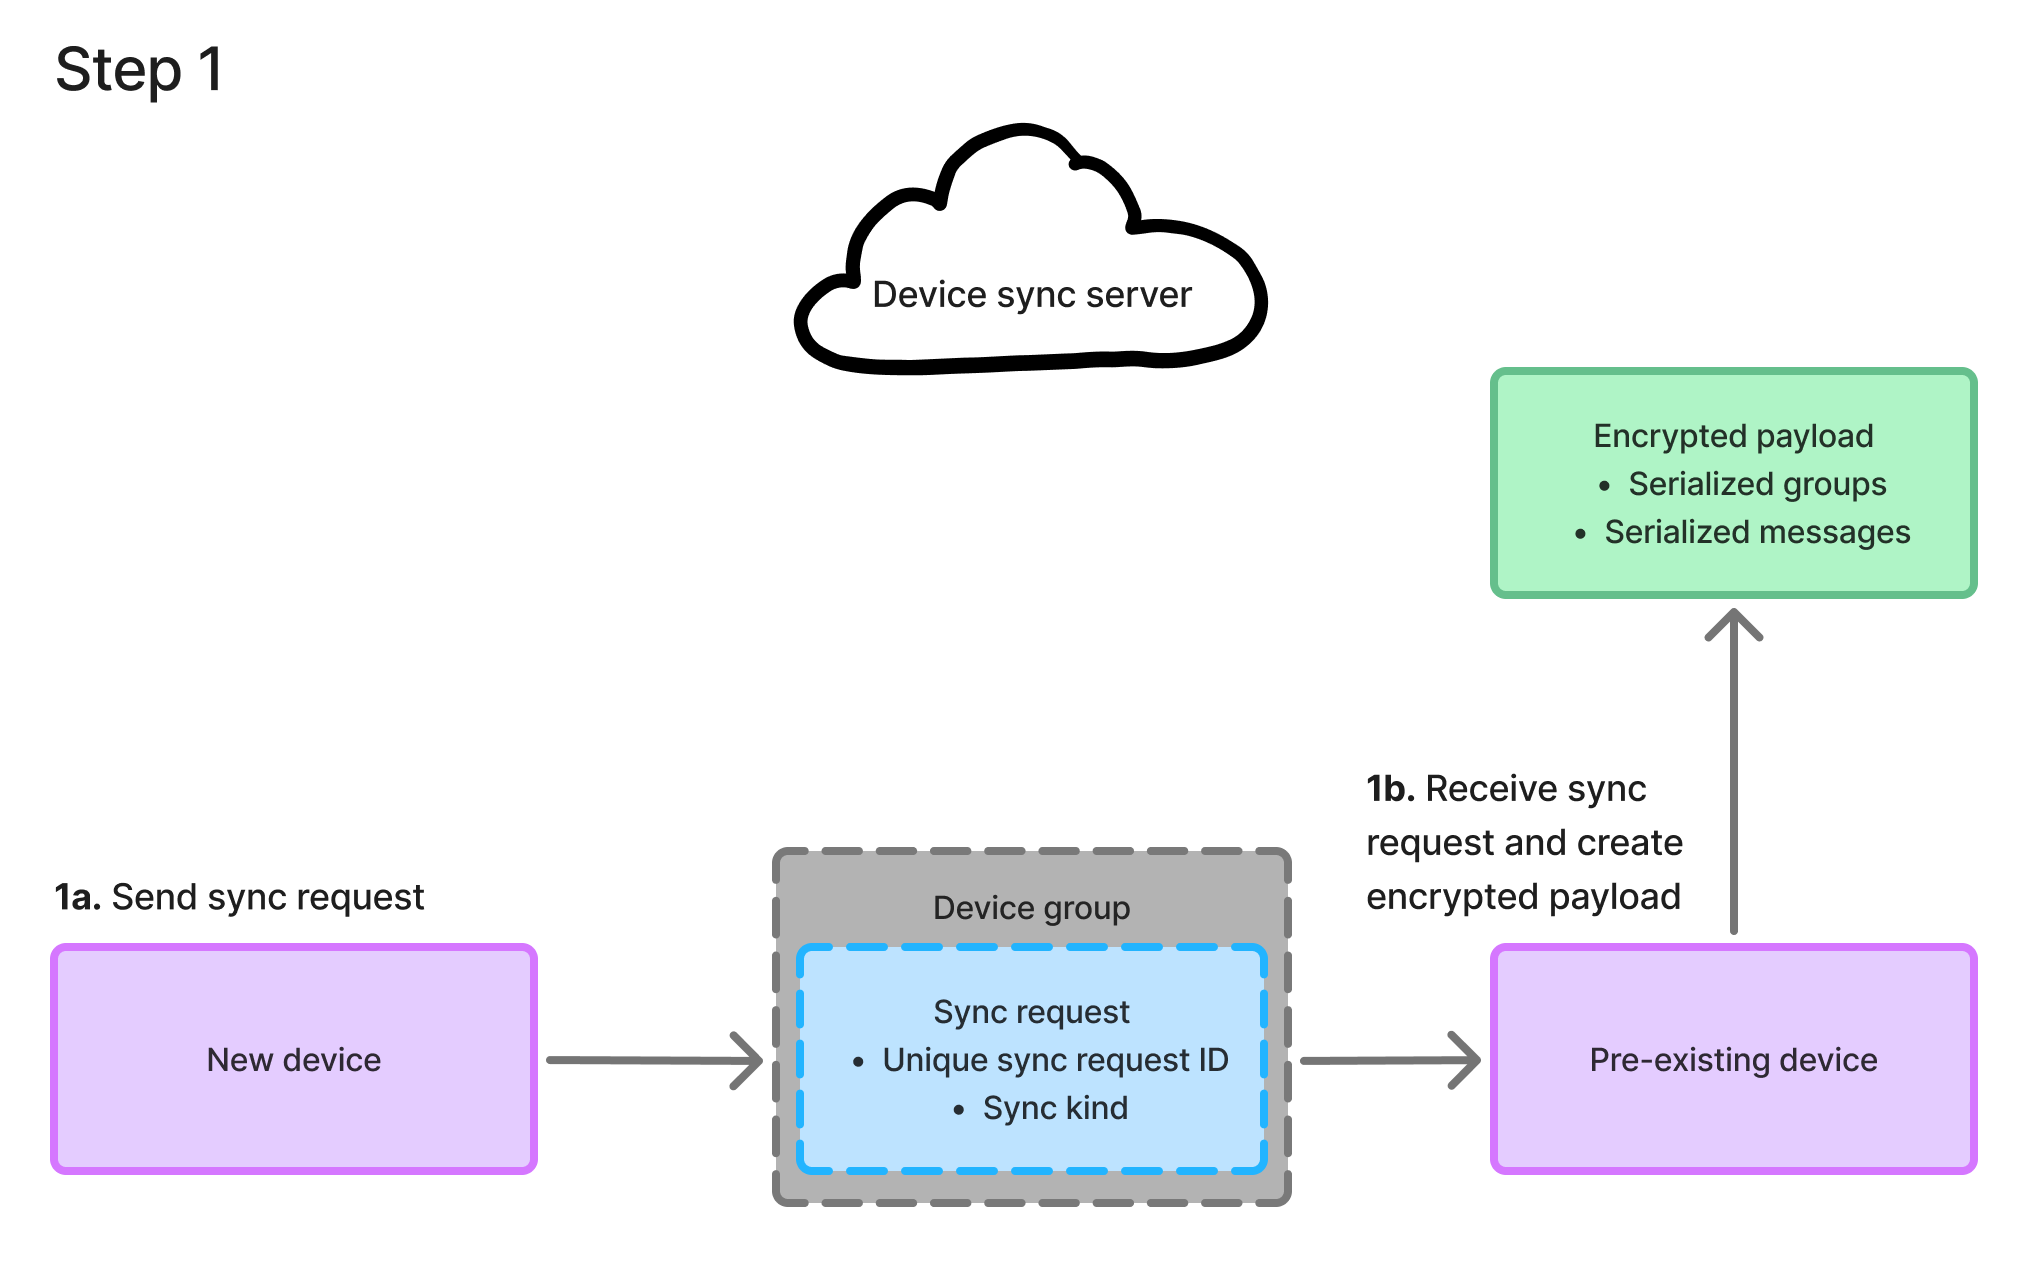 Step 1
Device sync server
Encrypted payload
• Serialized groups
• Serialized messages
1b. Receive sync
request and create
encrypted payload
1a. Send sync request
Device group
New device
Sync request
• Unique sync request ID
• Sync kind
Pre-existing device